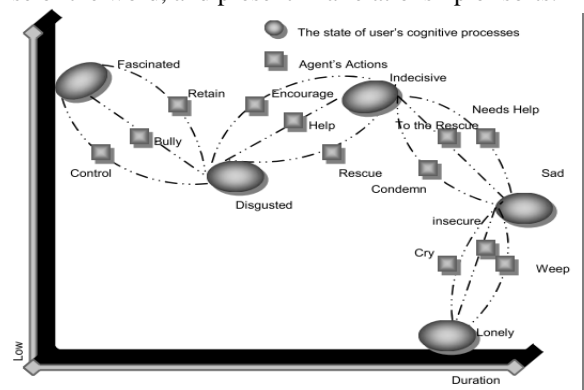 The state of user's cognitive processes
Agent's Actions
Fascinated
Indecisive
Retain
Encourage
Needs Help
Help
To the Rescue
Bully
Control
Rescue
Condemn
Sad
Disgusted
insecure
Cry
Weep
Lonely
Low
Duration